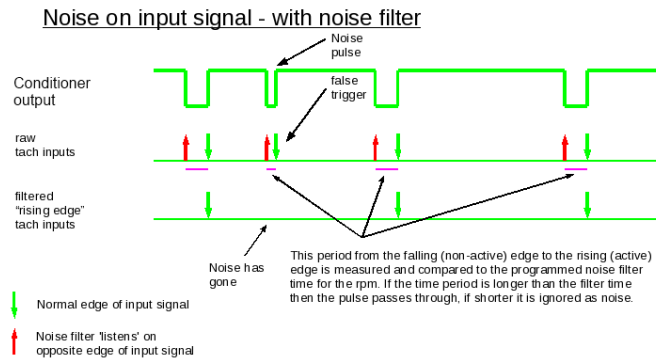 Noise on input signal - with noise filter
Noise
pulse
Conditioner
output
false
trigger
raw
tach inputs
filtered
“rising edge”
tach inputs
Noise has
gone
This period from the falling (non-active) edge to the rising (active)
edge is measured and compared to the programmed noise filter
time for the rpm. If the time period is longer than the filter time
then the pulse passes through, if shorter it is ignored as noise.
Normal edge of input signal
Noise filter 'listens' on
opposite edge of input signal